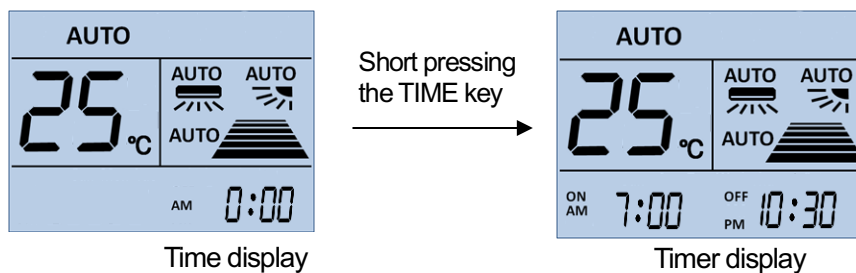 AUTO
25 °C
AUTO AUTO
AUTO
AM 0:00
Time display
Short pressing
the TIME key
AUTO
25 °C
AUTO AUTO
AUTO
ON AM 7:00 OFF PM 10:30
Timer display